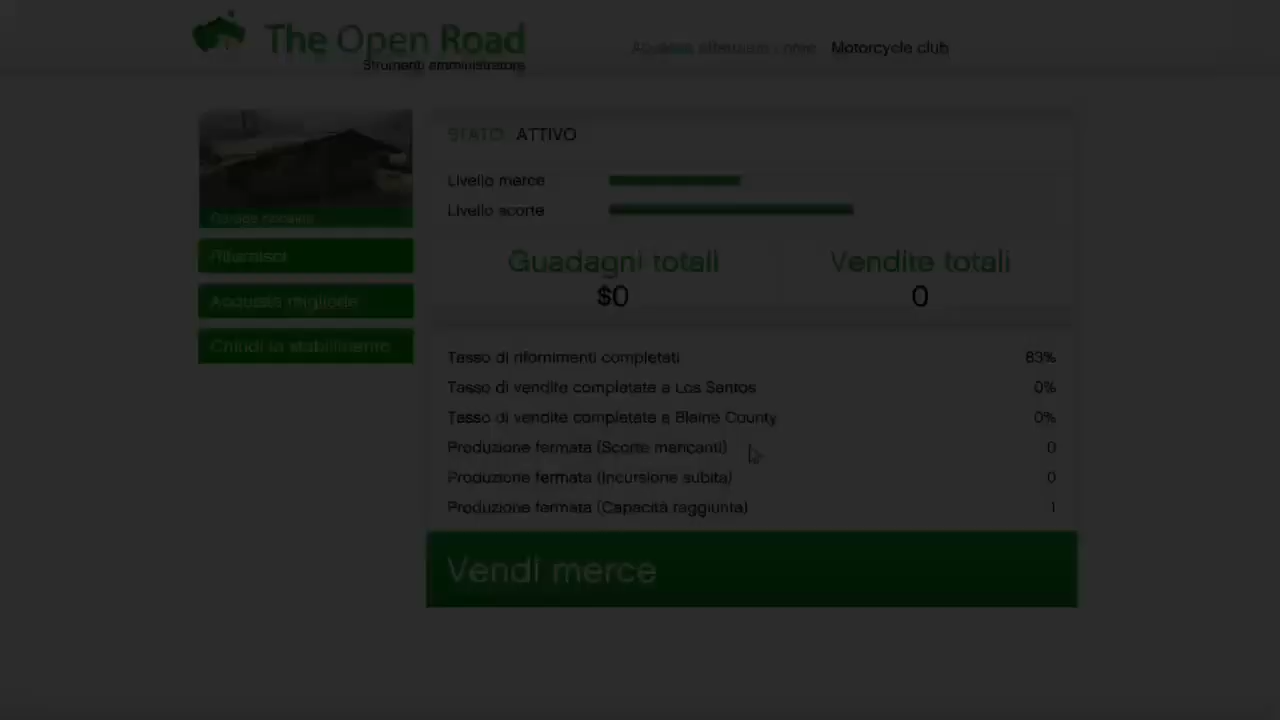 The Open Road
Strumenti amministratore
Accesso effettuato come Motorcycle club
STATO ATTIVO
Livello merce
Livello scorte
Rifornisci
Acquista migliorie
Chiudi lo stabilimento
Guadagni totali
$0
Vendite totali
0
Tasso di rifornimenti completati 83%
Tasso di vendite completate a Los Santos 0%
Tasso di vendite completate a Blaine County 0%
Produzione fermata (Scorte mancanti) 0
Produzione fermata (Incursione subita) 0
Produzione fermata (Capacità raggiunta) 1
Vendi merce